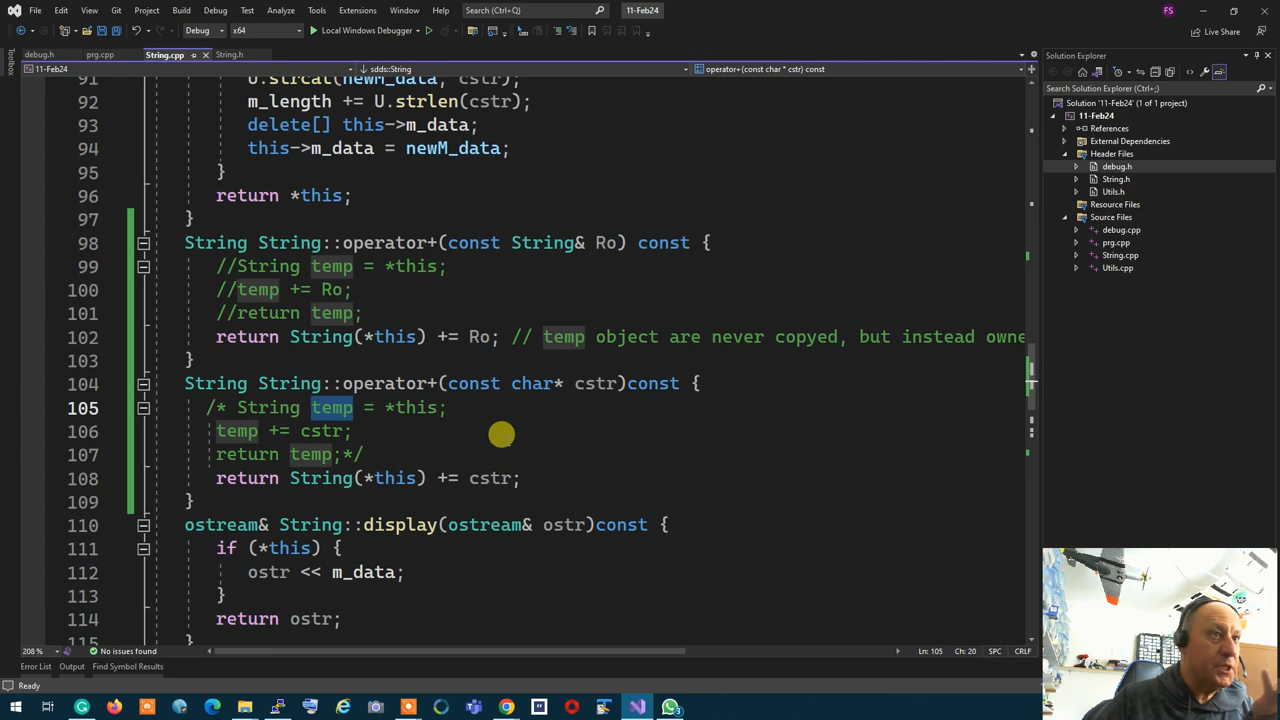 File Edit View Git Project Build Debug Test Analyze Tools Extensions Window Help Search (Ctrl+Q) 11-Feb24 FS
Debug x64 Local Windows Debugger Live Share
debug.h prg.cpp String.cpp String.h
11-Feb24 sdds::String operator+(const char * cstr) const
91 U.strcat(newM_data, cstr);
92 m_length += U.strlen(cstr);
93 delete[] this->m_data;
94 this->m_data = newM_data;
95 }
96 return *this;
97 }
98 String String::operator+(const String& Ro) const {
99 //String temp = *this;
100 //temp += Ro;
101 //return temp;
102 return String(*this) += Ro; // temp object are never copyed, but instead owne
103 }
104 String String::operator+(const char* cstr)const {
105 /* String temp = *this;
106 temp += cstr;
107 return temp;*/
108 return String(*this) += cstr;
109 }
110 ostream& String::display(ostream& ostr)const {
111 if (*this) {
112 ostr << m_data;
113 }
114 return ostr;
115 }
208 % No issues found Ln: 105 Ch: 20 SPC CRLF
Error List Output Find Symbol Results
Ready
Toolbox
Solution Explorer
Search Solution Explorer (Ctrl+;)
Solution '11-Feb24' (1 of 1 project)
11-Feb24
References
External Dependencies
Header Files
debug.h
String.h
Utils.h
Resource Files
Source Files
debug.cpp
prg.cpp
String.cpp
Utils.cpp